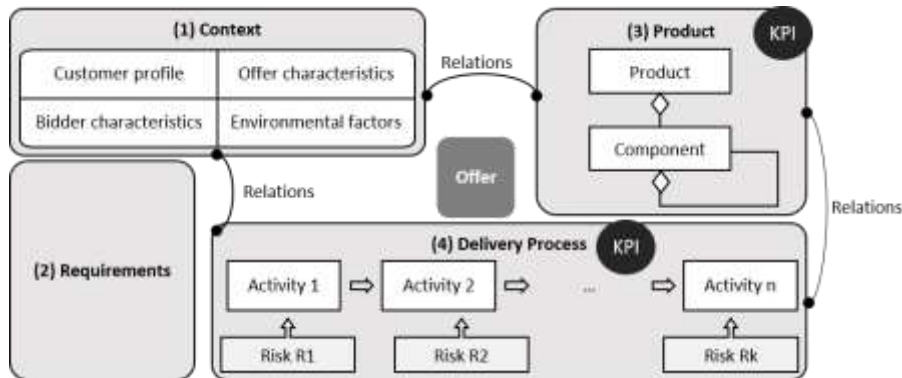 (1) Context
Customer profile
Offer characteristics
Bidder characteristics
Environmental factors
Relations
(3) Product
KPI
Product
Component
Offer
Relations
Relations
(2) Requirements
(4) Delivery Process
KPI
Activity 1
Activity 2
...
Activity n
Risk R1
Risk R2
Risk Rk